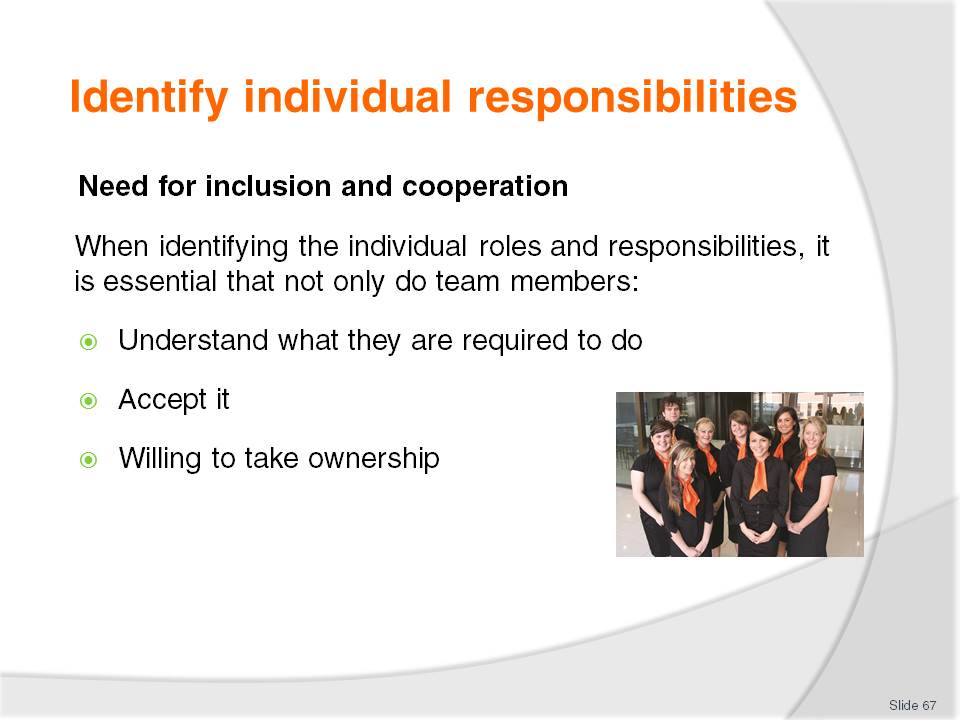 Identify individual responsibilities
Need for inclusion and cooperation
When identifying the individual roles and responsibilities, it
is essential that not only do team members:
Understand what they are required to do
Accept it
Willing to take ownership
Slide 67